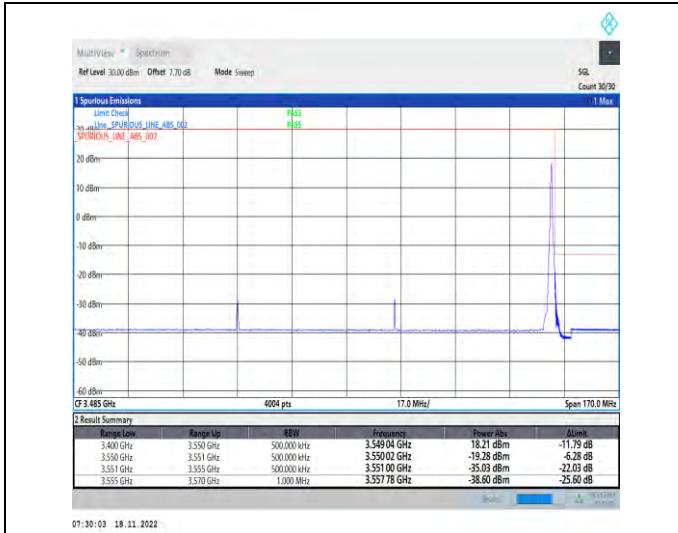 MultiView Spectrum
Ref Level 30.00 dBm Offset 7.70 dB Mode Sweep SGL
Count 30/30
1 Spurious Emissions 1 Max
Limit Check PASS
Line _SPURIOUS_LINE_ABS_002 PASS
_SPURIOUS_LINE_ABS_002
20 dBm
10 dBm
0 dBm
-10 dBm
-20 dBm
-30 dBm
-40 dBm
-50 dBm
-60 dBm
CF 3.485 GHz 4004 pts 17.0 MHz/ Span 170.0 MHz
2 Result Summary
Range Low Range Up RBW Frequency Power Abs ΔLimit
3.400 GHz 3.550 GHz 500.000 kHz 3.549 04 GHz 18.21 dBm -11.79 dB
3.550 GHz 3.551 GHz 500.000 kHz 3.550 02 GHz -19.28 dBm -6.28 dB
3.551 GHz 3.555 GHz 500.000 kHz 3.551 00 GHz -35.03 dBm -22.03 dB
3.555 GHz 3.570 GHz 1.000 MHz 3.557 78 GHz -38.60 dBm -25.60 dB
07:30:03 18.11.2022